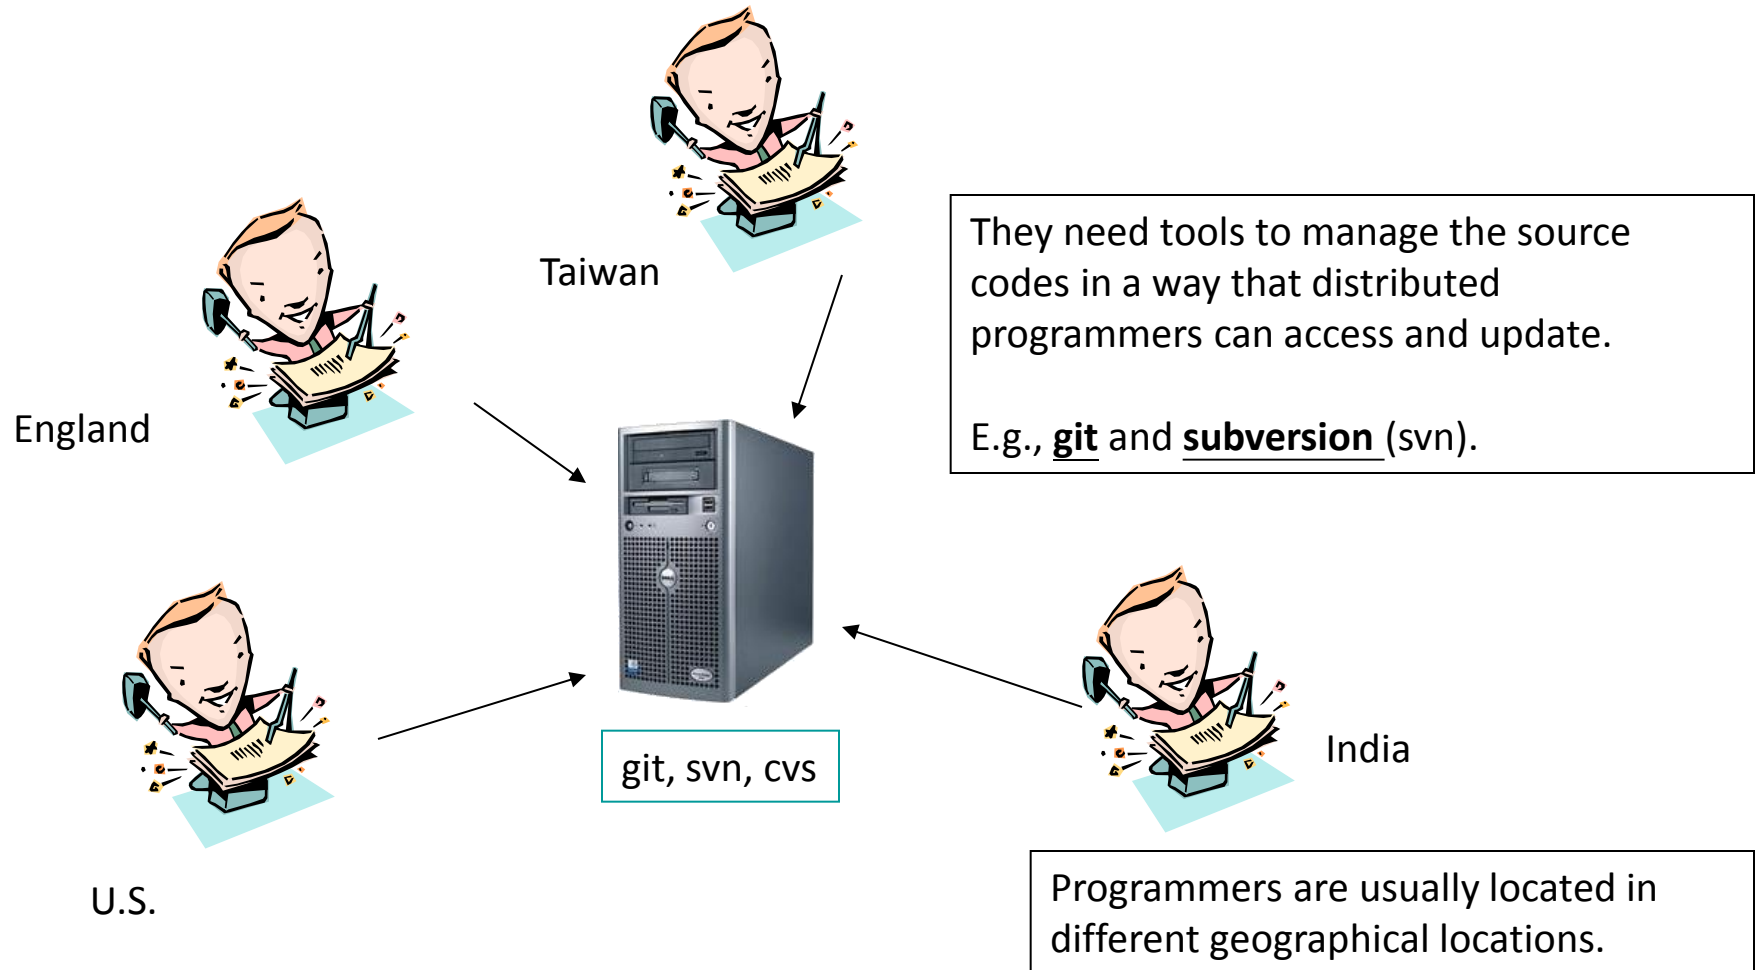 Taiwan
They need tools to manage the source
codes in a way that distributed
programmers can access and update.
E.g., git and subversion (svn).
England
git, svn, cvs
India
U.S.
Programmers are usually located in
different geographical locations.